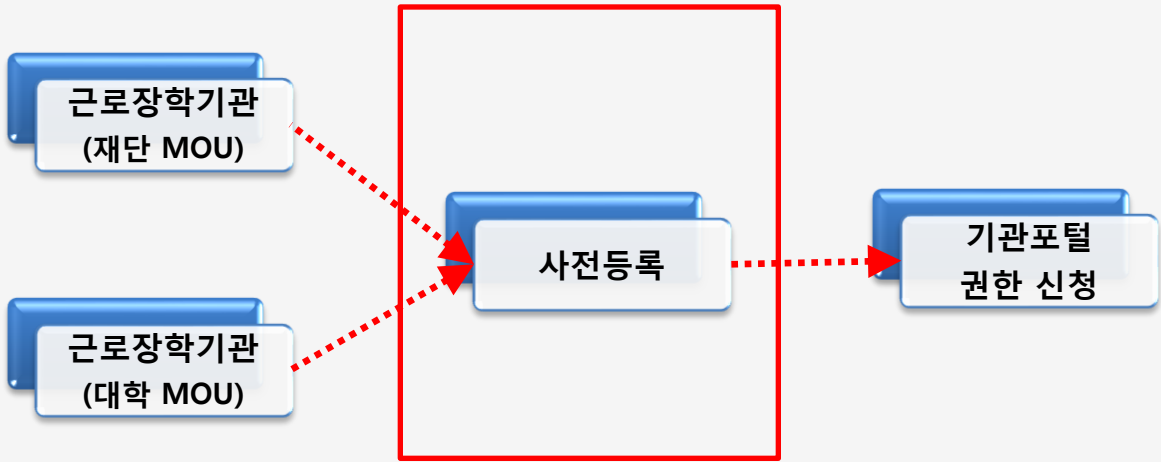 근로장학기관
(재단 MOU)
사전등록
기관포털
권한 신청
근로장학기관
(대학 MOU)